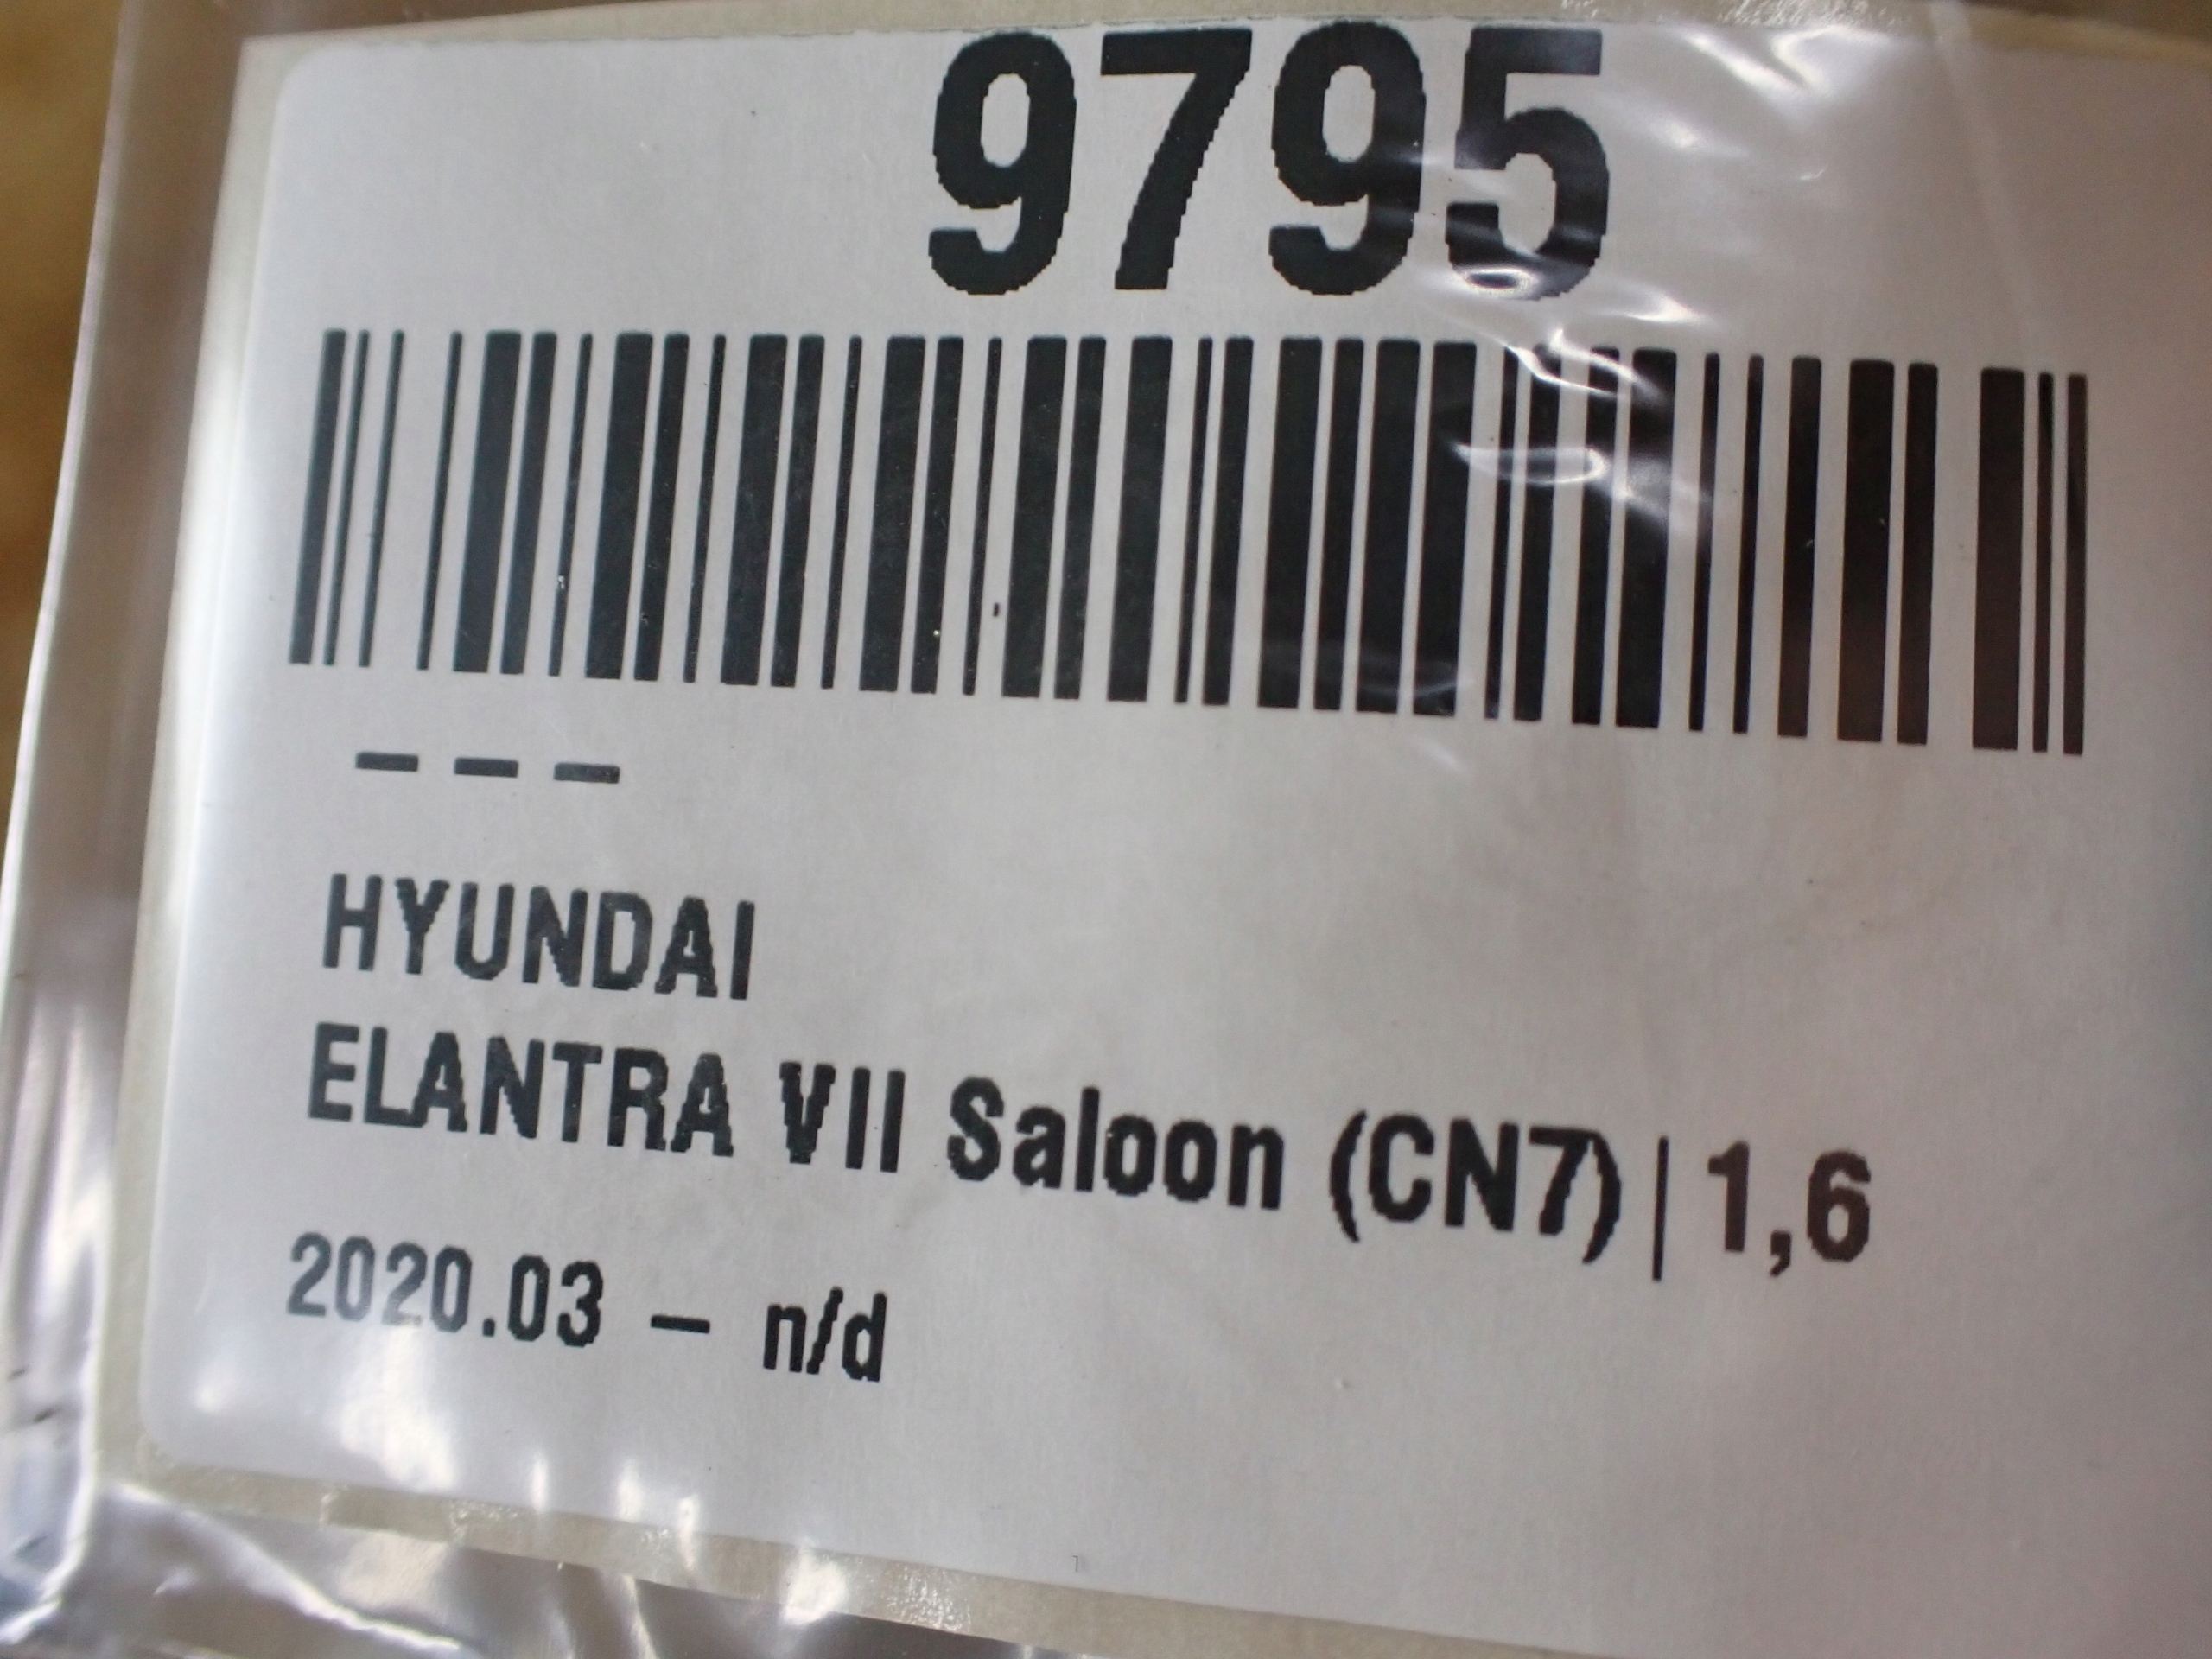 9795
– – –
HYUNDAI
ELANTRA VII Saloon (CN7) | 1,6
2020.03 – n/d